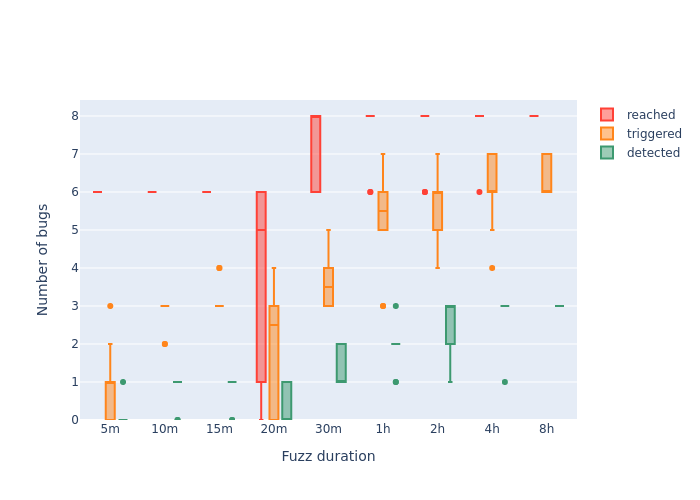 reached
triggered
detected
8
7
6
5
4
3
2
1
0
Number of bugs
5m 10m 15m 20m 30m 1h 2h 4h 8h
Fuzz duration